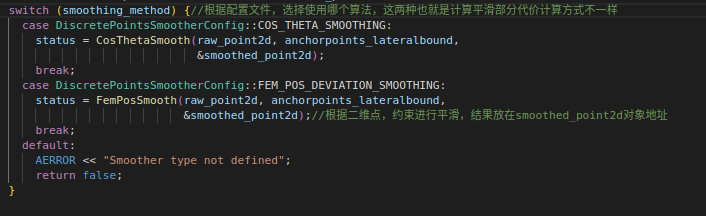 switch (smoothing_method) {//根据配置文件，选择使用哪个算法，这两种也就是计算平滑部分代价计算方式不一样
case DiscretePointsSmootherConfig::COS_THETA_SMOOTHING:
status = CosThetaSmooth(raw_point2d, anchorpoints_lateralbound,
&smoothed_point2d);
break;
case DiscretePointsSmootherConfig::FEM_POS_DEVIATION_SMOOTHING:
status = FemPosSmooth(raw_point2d, anchorpoints_lateralbound,
&smoothed_point2d);//根据二维点，约束进行平滑，结果放在smoothed_point2d对象地址
break;
default:
AERROR << "Smoother type not defined";
return false;
}